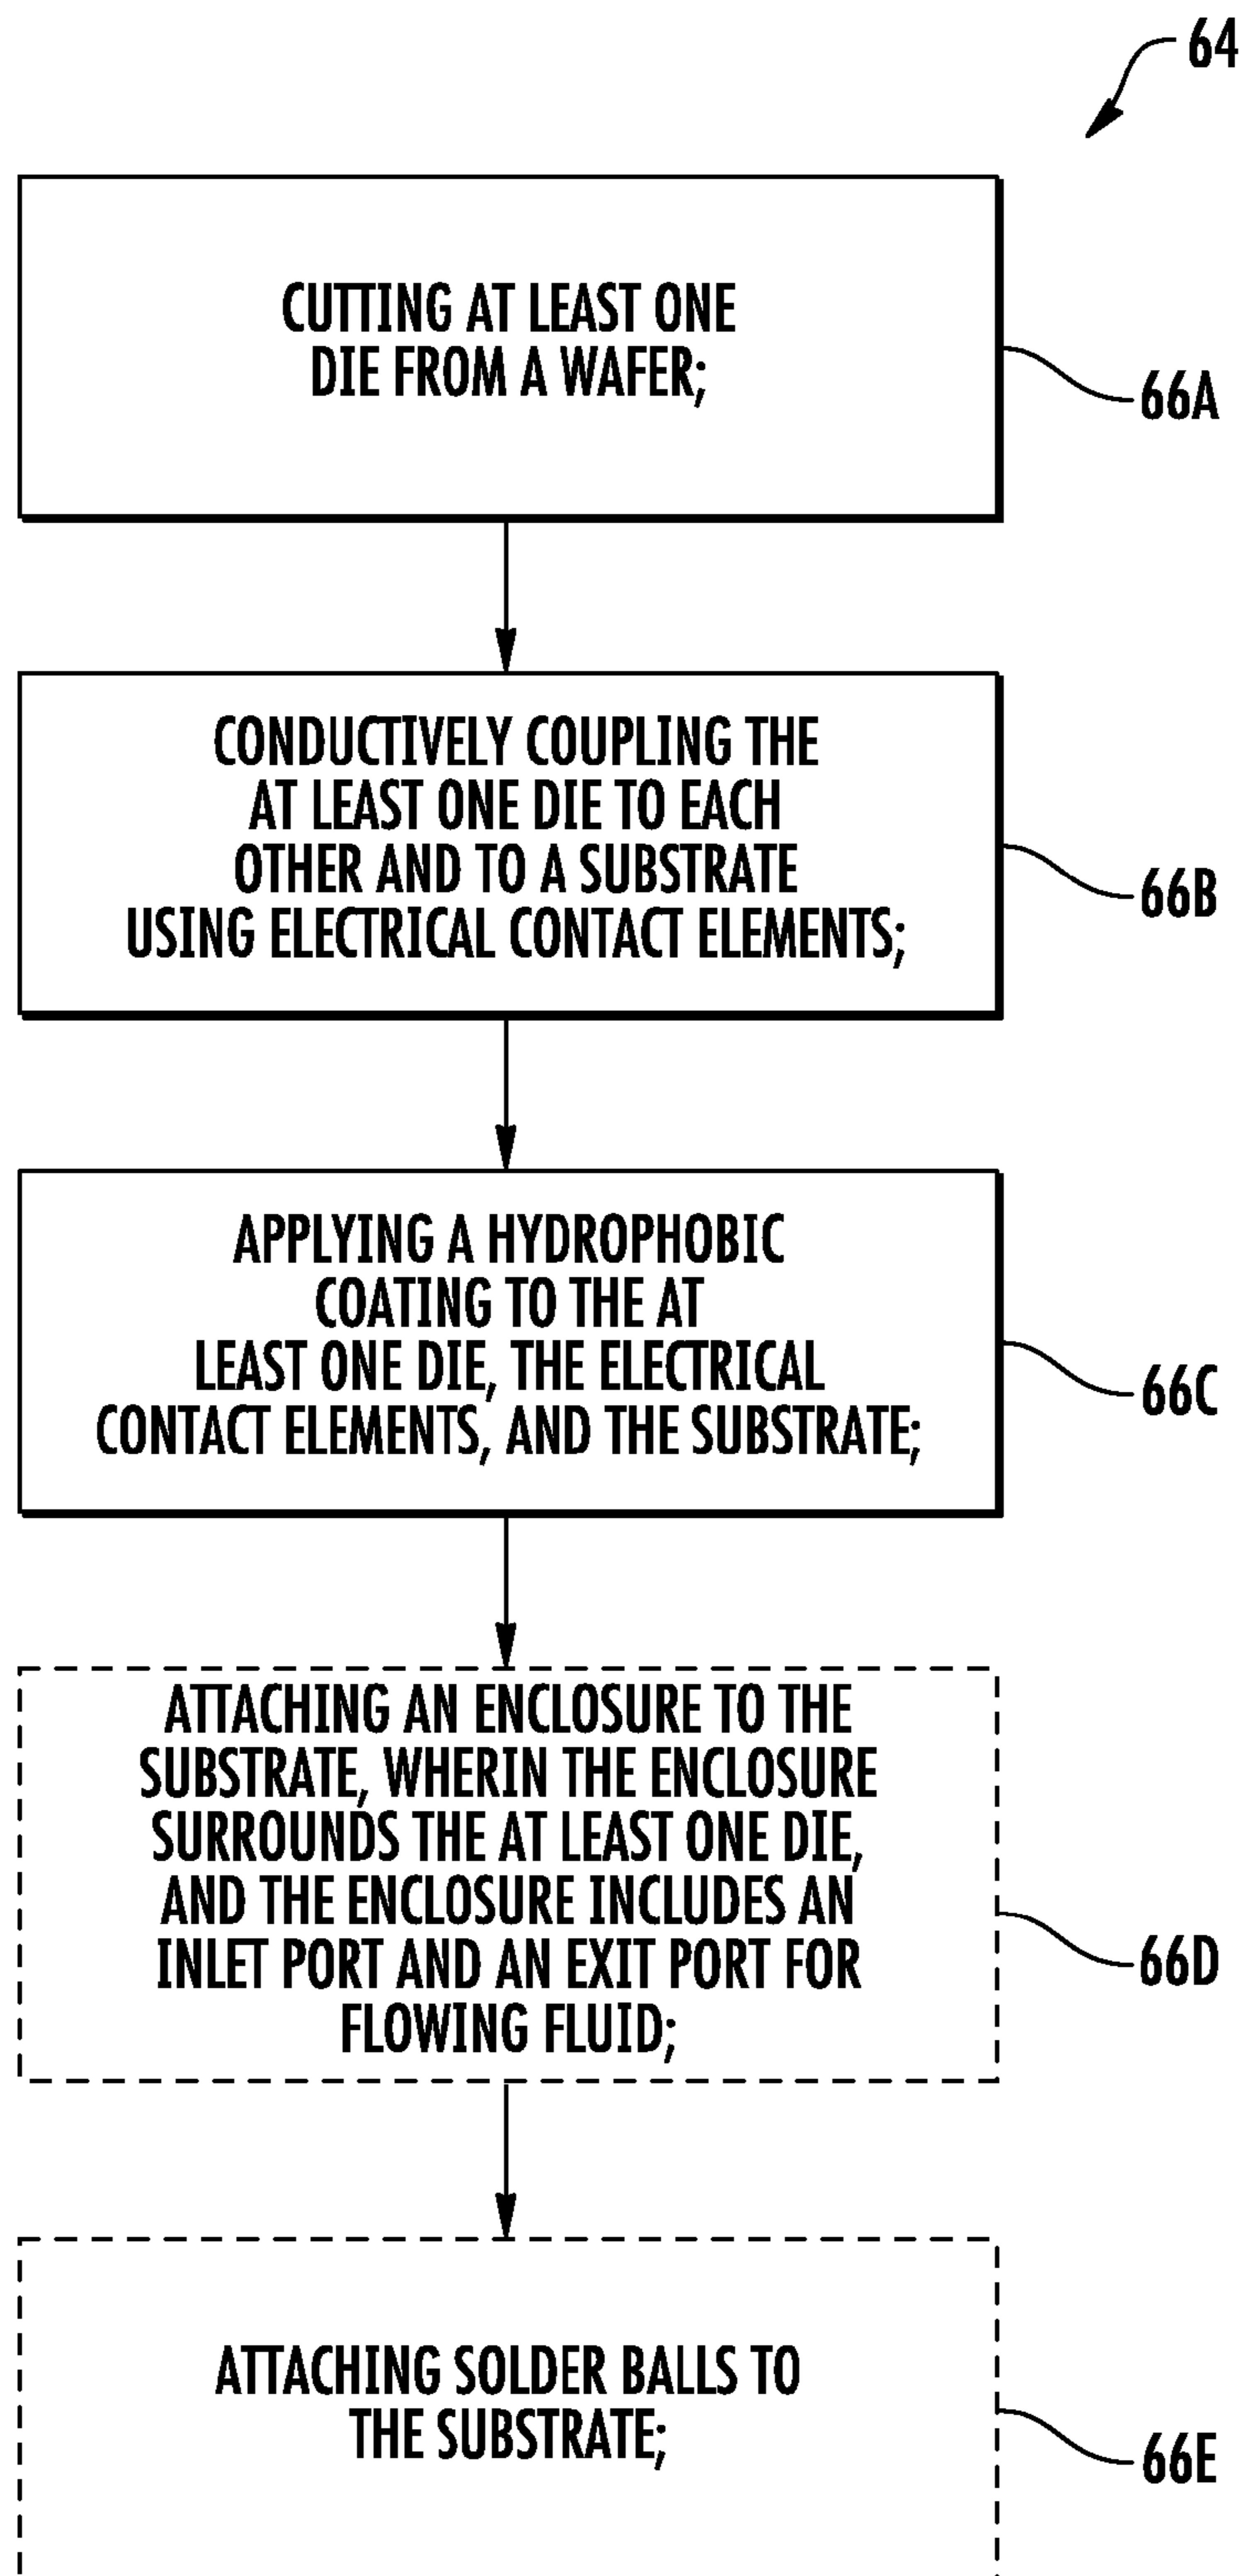 64
CUTTING AT LEAST ONE
DIE FROM A WAFER;
66A
CONDUCTIVELY COUPLING THE
AT LEAST ONE DIE TO EACH
OTHER AND TO A SUBSTRATE
USING ELECTRICAL CONTACT ELEMENTS;
66B
APPLYING A HYDROPHOBIC
COATING TO THE AT
LEAST ONE DIE, THE ELECTRICAL
CONTACT ELEMENTS, AND THE SUBSTRATE;
66C
ATTACHING AN ENCLOSURE TO THE
SUBSTRATE, WHERIN THE ENCLOSURE
SURROUNDS THE AT LEAST ONE DIE,
AND THE ENCLOSURE INCLUDES AN
INLET PORT AND AN EXIT PORT FOR
FLOWING FLUID;
66D
ATTACHING SOLDER BALLS TO
THE SUBSTRATE;
66E